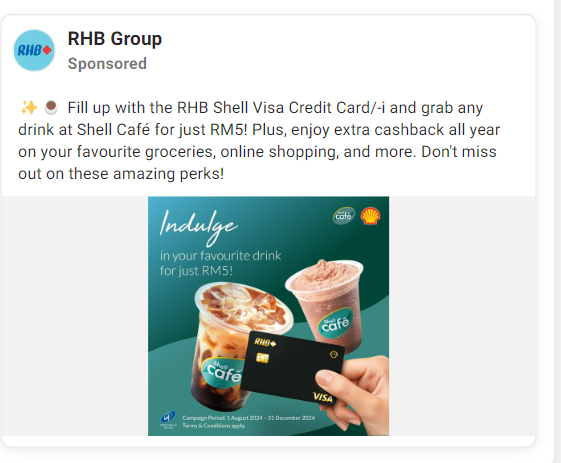 RHB
RHB Group
Sponsored
✨ ☕ Fill up with the RHB Shell Visa Credit Card/-i and grab any
drink at Shell Café for just RM5! Plus, enjoy extra cashback all year
on your favourite groceries, online shopping, and more. Don't miss
out on these amazing perks!
Indulge
café
in your favourite drink
for just RM5!
Shell
café
RHB
Shell
café
VISA
Campaign Period: 1 August 2024 – 31 December 2024
Terms & Conditions apply.